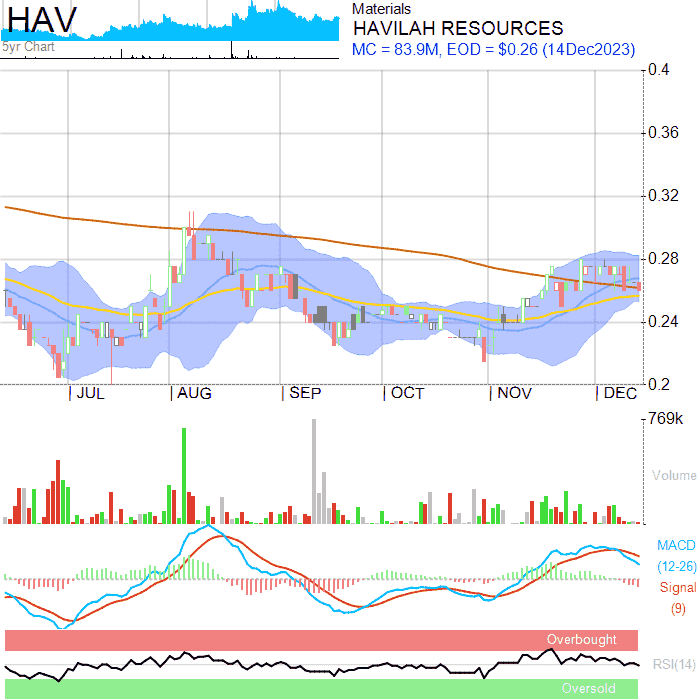 HAV
5yr Chart
Materials
HAVILAH RESOURCES
MC = 83.9M, EOD = $0.26 (14Dec2023)
0.4
0.36
0.32
0.28
0.24
0.2
JUL AUG SEP OCT NOV DEC
769k
Volume
MACD
(12-26)
Signal
(9)
Overbought
RSI(14)
Oversold